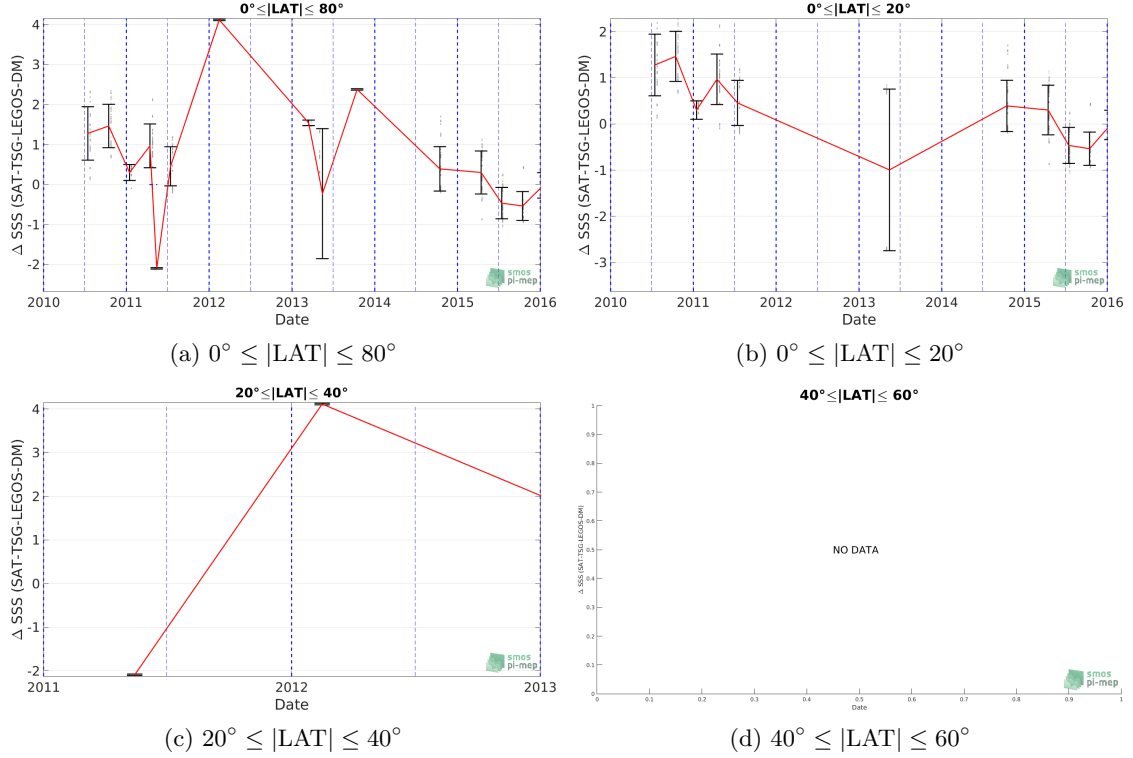 0°≤|LAT|≤ 80°
Δ SSS (SAT-TSG-LEGOS-DM)
4
3
2
1
0
-1
-2
2010 2011 2012 2013 2014 2015 2016
Date
smos
pi-mep
(a) 0° ≤ |LAT| ≤ 80°
0°≤|LAT|≤ 20°
Δ SSS (SAT-TSG-LEGOS-DM)
2
1
0
-1
-2
-3
2010 2011 2012 2013 2014 2015 2016
Date
smos
pi-mep
(b) 0° ≤ |LAT| ≤ 20°
20°≤|LAT|≤ 40°
Δ SSS (SAT-TSG-LEGOS-DM)
4
3
2
1
0
-1
-2
2011 2012 2013
Date
smos
pi-mep
(c) 20° ≤ |LAT| ≤ 40°
40°≤|LAT|≤ 60°
Δ SSS (SAT-TSG-LEGOS-DM)
1
0.9
0.8
0.7
0.6
0.5
0.4
0.3
0.2
0.1
0
NO DATA
0 0.1 0.2 0.3 0.4 0.5 0.6 0.7 0.8 0.9 1
Date
smos
pi-mep
(d) 40° ≤ |LAT| ≤ 60°